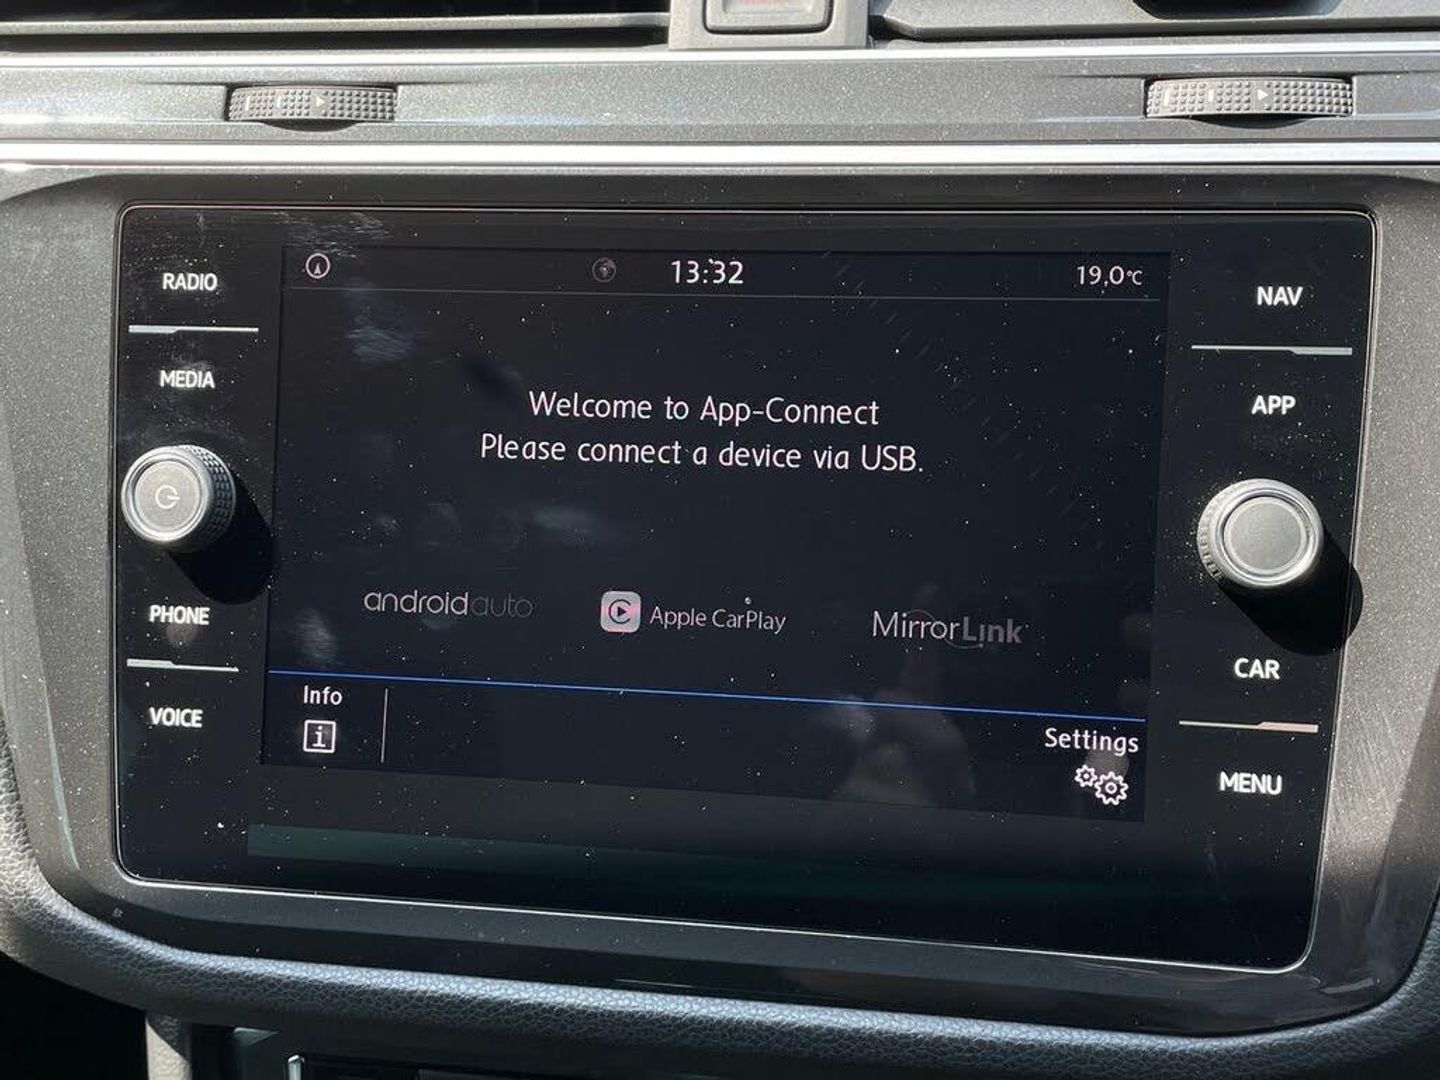 RADIO
MEDIA
PHONE
VOICE
13:32
19,0°C
Welcome to App-Connect
Please connect a device via USB.
androidauto
Apple CarPlay
MirrorLink
Info
i
Settings
NAV
APP
CAR
MENU